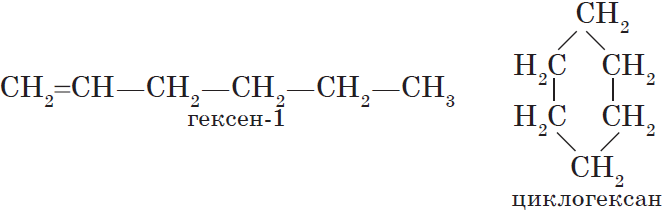 CH₂=CH—CH₂—CH₂—CH₂—CH₃
гексен-1
CH₂
H₂C CH₂
H₂C CH₂
CH₂
циклогексан